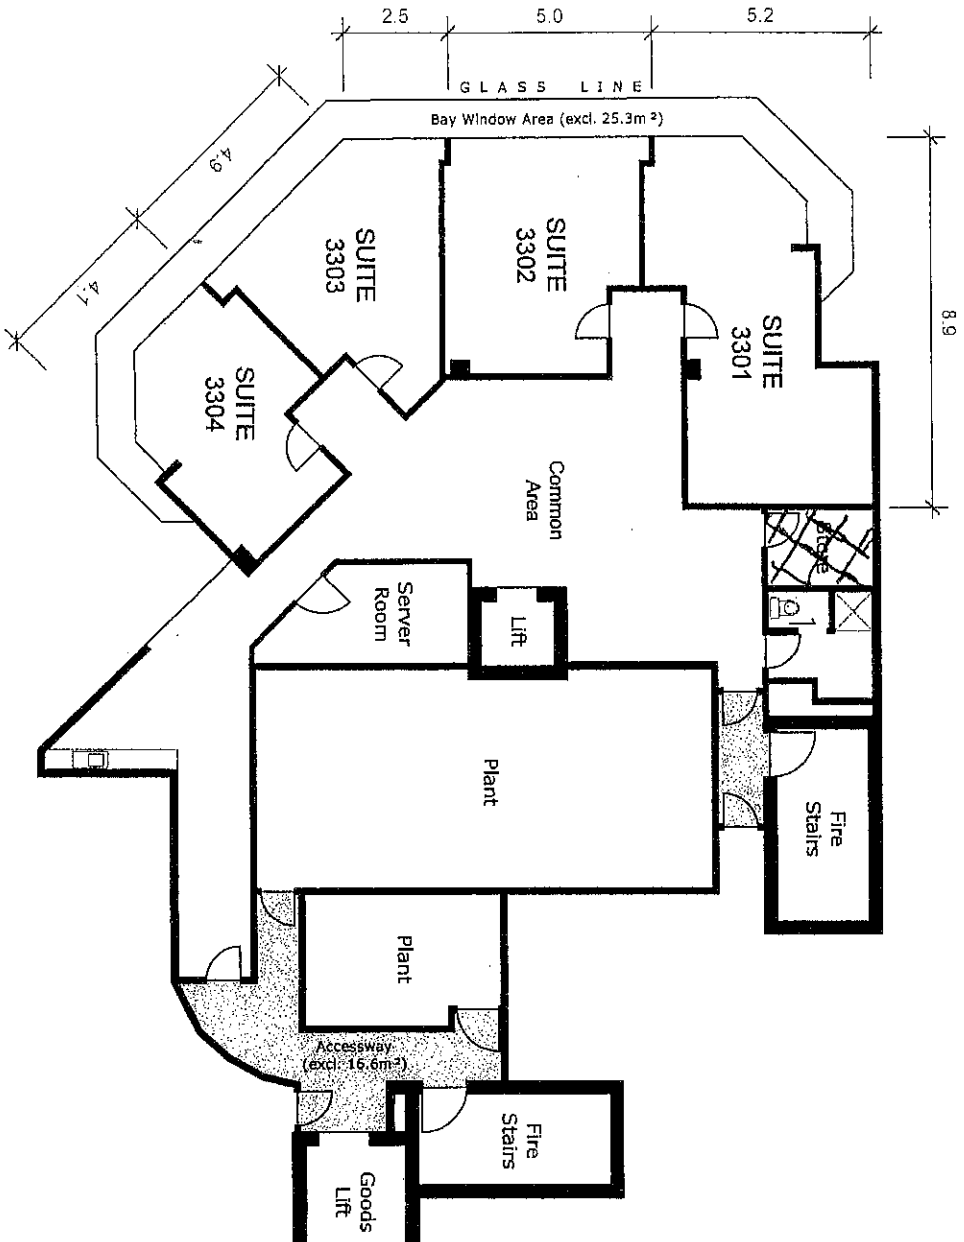 2.5
5.0
5.2
GLASS LINE
Bay Window Area (excl. 25.3m²)
4.9
4.1
8.9
SUITE
3303
SUITE
3302
SUITE
3301
SUITE
3304
Common
Area
Store
Server
Room
Lift
Plant
Fire
Stairs
Plant
Accessway
(excl. 16.6m²)
Fire
Stairs
Goods
Lift